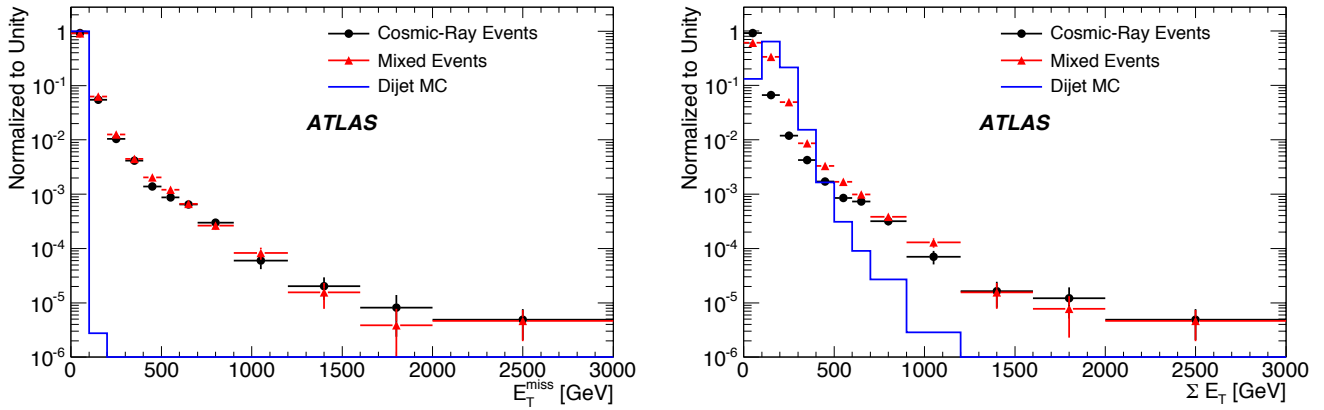 Normalized to Unity
1
10⁻¹
10⁻²
10⁻³
10⁻⁴
10⁻⁵
10⁻⁶
Cosmic-Ray Events
Mixed Events
Dijet MC
ATLAS
0 500 1000 1500 2000 2500 3000
E_T^miss [GeV]
Normalized to Unity
1
10⁻¹
10⁻²
10⁻³
10⁻⁴
10⁻⁵
10⁻⁶
Cosmic-Ray Events
Mixed Events
Dijet MC
ATLAS
0 500 1000 1500 2000 2500 3000
Σ E_T [GeV]